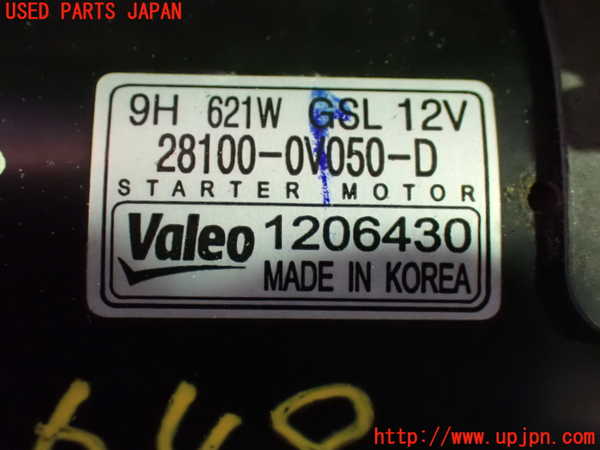 USED PARTS JAPAN
9H 621W GSL 12V
28100-0V050-D
STARTER MOTOR
Valeo 1206430
MADE IN KOREA
http://www.upjpn.com/